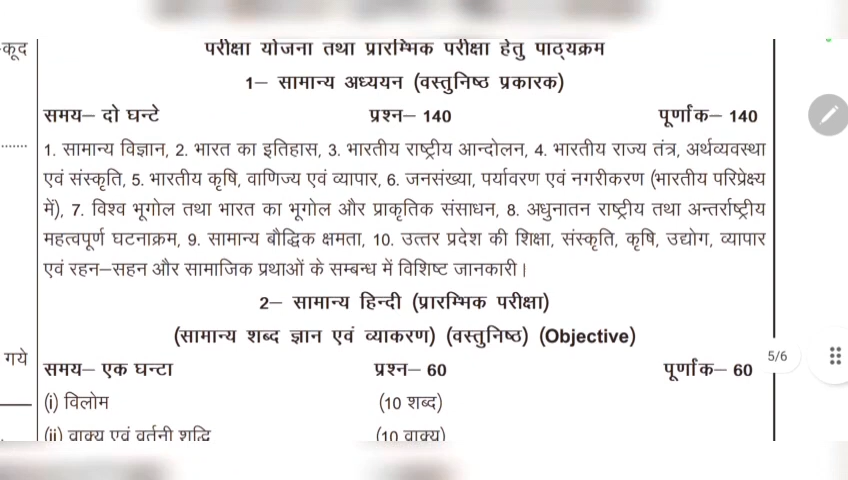 कूद
परीक्षा योजना तथा प्रारम्भिक परीक्षा हेतु पाठ्यक्रम
1– सामान्य अध्ययन (वस्तुनिष्ठ प्रकारक)
समय– दो घन्टे प्रश्न– 140 पूर्णांक– 140
1. सामान्य विज्ञान, 2. भारत का इतिहास, 3. भारतीय राष्ट्रीय आन्दोलन, 4. भारतीय राज्य तंत्र, अर्थव्यवस्था
एवं संस्कृति, 5. भारतीय कृषि, वाणिज्य एवं व्यापार, 6. जनसंख्या, पर्यावरण एवं नगरीकरण (भारतीय परिप्रेक्ष्य
में), 7. विश्व भूगोल तथा भारत का भूगोल और प्राकृतिक संसाधन, 8. अधुनातन राष्ट्रीय तथा अन्तर्राष्ट्रीय
महत्वपूर्ण घटनाक्रम, 9. सामान्य बौद्धिक क्षमता, 10. उत्तर प्रदेश की शिक्षा, संस्कृति, कृषि, उद्योग, व्यापार
एवं रहन–सहन और सामाजिक प्रथाओं के सम्बन्ध में विशिष्ट जानकारी।
2– सामान्य हिन्दी (प्रारम्भिक परीक्षा)
(सामान्य शब्द ज्ञान एवं व्याकरण) (वस्तुनिष्ठ) (Objective)
गये
समय– एक घन्टा प्रश्न– 60 पूर्णांक– 60
5/6
(i) विलोम (10 शब्द)
(ii) वाक्य एवं वर्तनी शुद्धि (10 वाक्य)